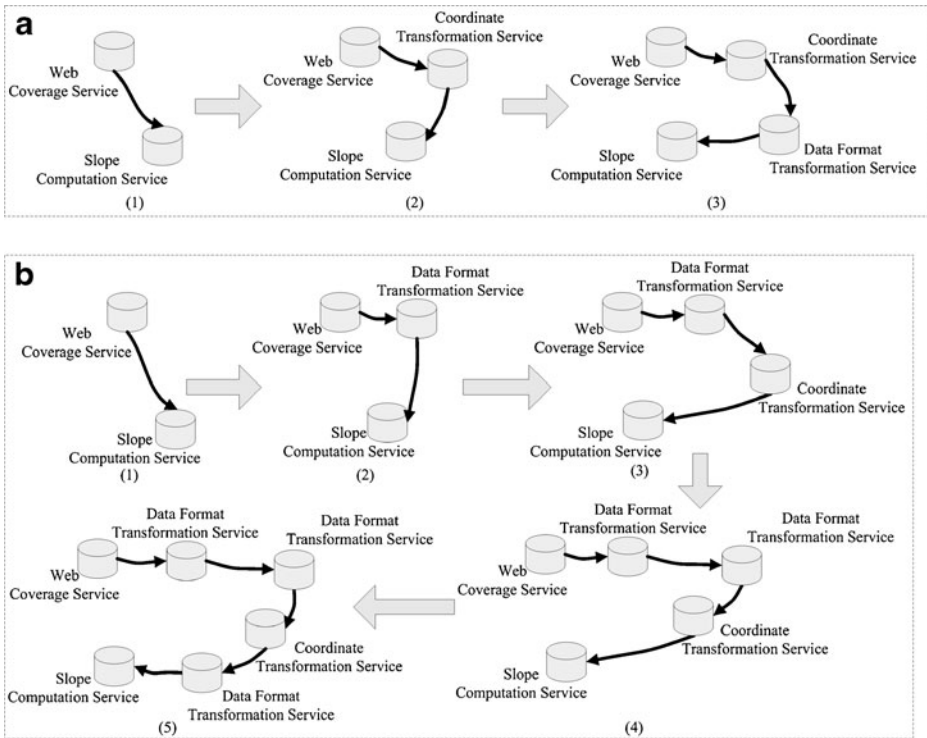 a
Web
Coverage Service
Slope
Computation Service
(1)
Coordinate
Transformation Service
Web
Coverage Service
Slope
Computation Service
(2)
Coordinate
Transformation Service
Web
Coverage Service
Slope
Computation Service
Data Format
Transformation Service
(3)
b
Web
Coverage Service
Slope
Computation Service
(1)
Data Format
Transformation Service
Web
Coverage Service
Slope
Computation Service
(2)
Data Format
Transformation Service
Web
Coverage Service
Coordinate
Transformation Service
Slope
Computation Service
(3)
Data Format
Transformation Service
Data Format
Transformation Service
Web
Coverage Service
Coordinate
Transformation Service
Slope
Computation Service
(4)
Data Format
Transformation Service
Data Format
Transformation Service
Web
Coverage Service
Coordinate
Transformation Service
Slope
Computation Service
Data Format
Transformation Service
(5)